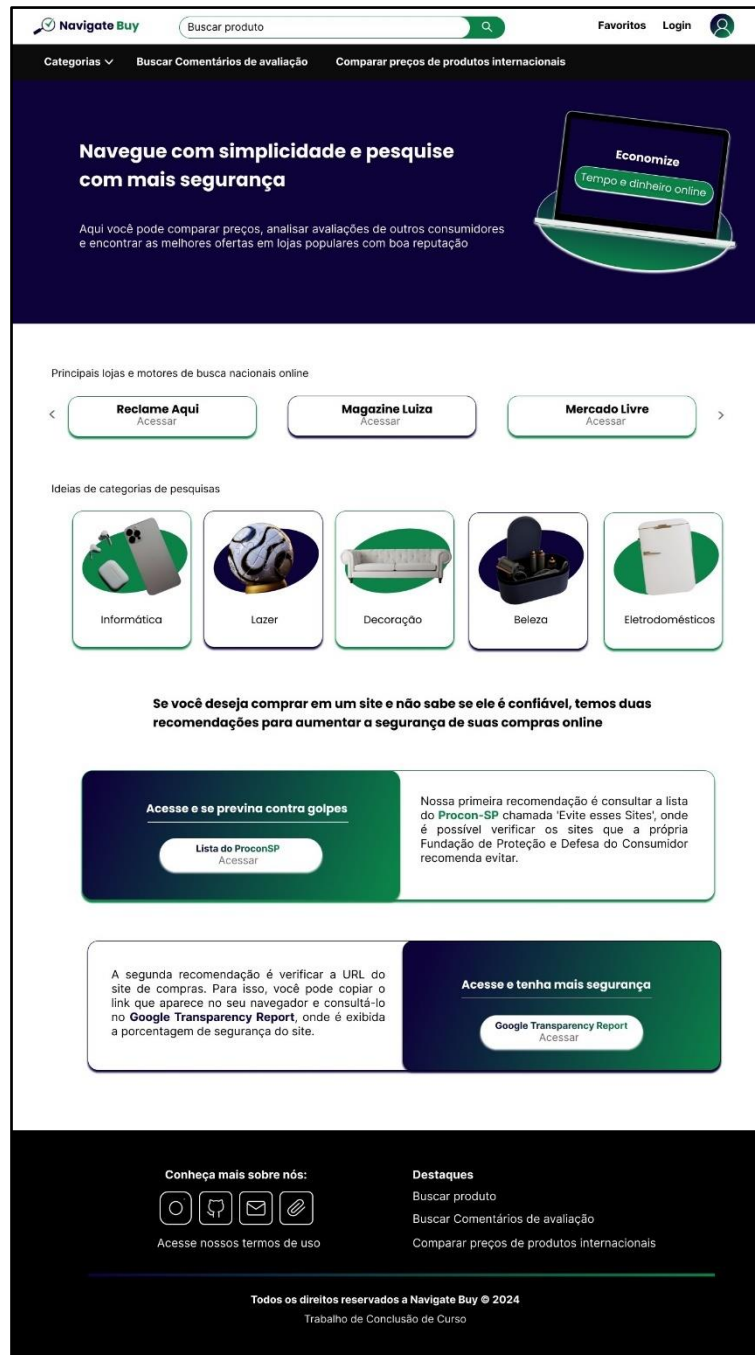 Navigate Buy
Buscar produto
Favoritos
Login
Categorias
Buscar Comentários de avaliação
Comparar preços de produtos internacionais
Navegue com simplicidade e pesquise
com mais segurança
Aqui você pode comparar preços, analisar avaliações de outros consumidores
e encontrar as melhores ofertas em lojas populares com boa reputação
Economize
Tempo e dinheiro online
Principais lojas e motores de busca nacionais online
Reclame Aqui
Acessar
Magazine Luiza
Acessar
Mercado Livre
Acessar
Ideias de categorias de pesquisas
Informática
Lazer
Decoração
Beleza
Eletrodomésticos
Se você deseja comprar em um site e não sabe se ele é confiável, temos duas
recomendações para aumentar a segurança de suas compras online
Acesse e se previna contra golpes
Lista do ProconSP
Acessar
Nossa primeira recomendação é consultar a lista
do Procon-SP chamada 'Evite esses Sites', onde
é possível verificar os sites que a própria
Fundação de Proteção e Defesa do Consumidor
recomenda evitar.
A segunda recomendação é verificar a URL do
site de compras. Para isso, você pode copiar o
link que aparece no seu navegador e consultá-lo
no Google Transparency Report, onde é exibida
a porcentagem de segurança do site.
Acesse e tenha mais segurança
Google Transparency Report
Acessar
Conheça mais sobre nós:
Acesse nossos termos de uso
Destaques
Buscar produto
Buscar Comentários de avaliação
Comparar preços de produtos internacionais
Todos os direitos reservados a Navigate Buy © 2024
Trabalho de Conclusão de Curso